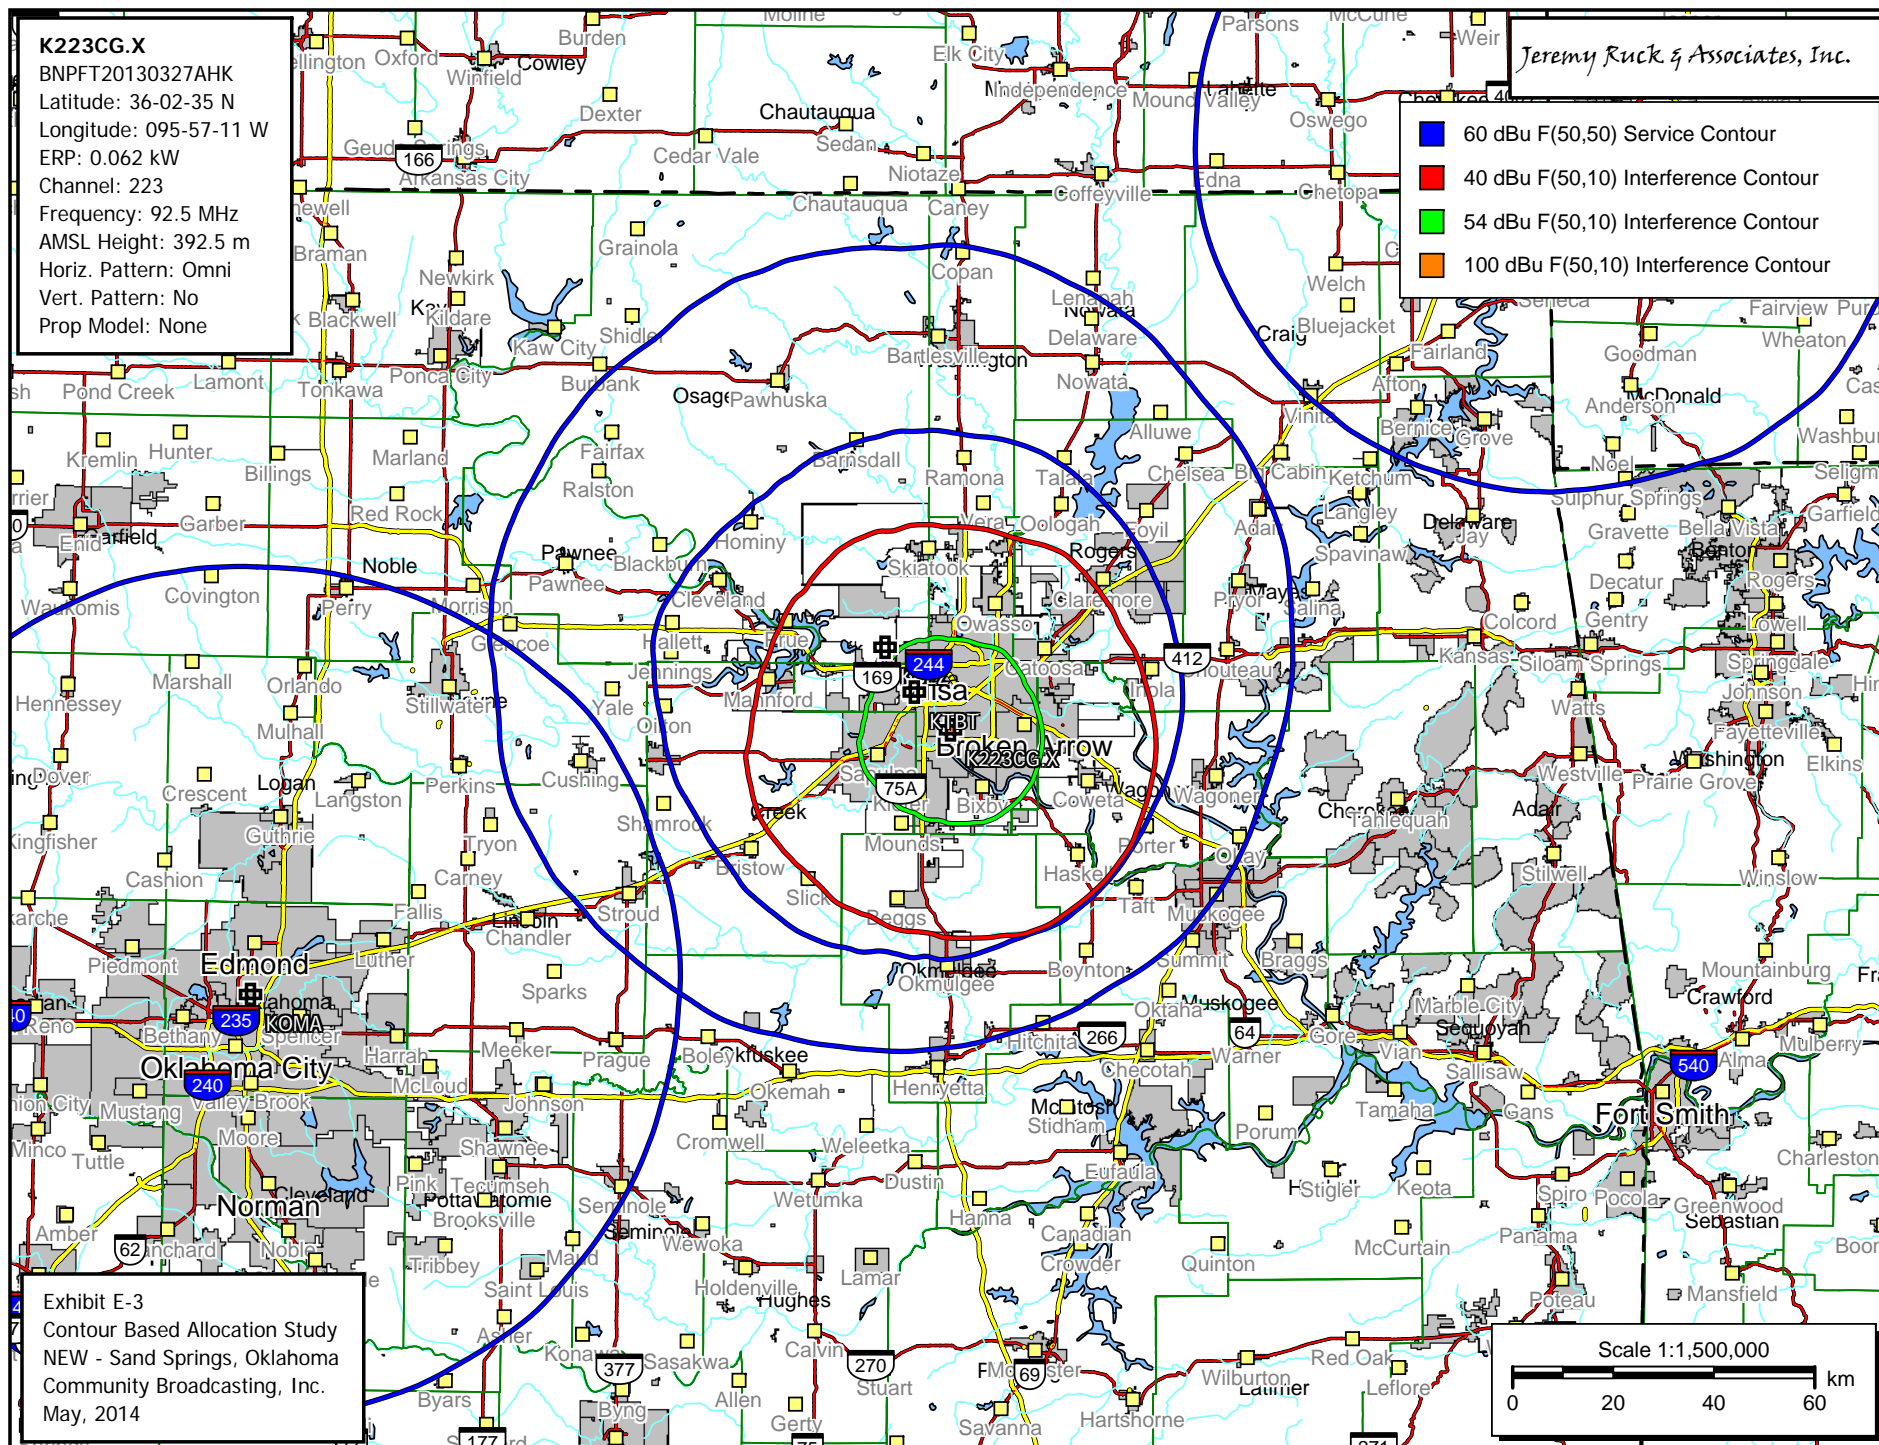 K223CG.X
BNPFT20130327AHK
Latitude: 36-02-35 N
Longitude: 095-57-11 W
ERP: 0.062 kW
Channel: 223
Frequency: 92.5 MHz
AMSL Height: 392.5 m
Horiz. Pattern: Omni
Vert. Pattern: No
Prop Model: None
Jeremy Ruck & Associates, Inc.
60 dBu F(50,50) Service Contour
40 dBu F(50,10) Interference Contour
54 dBu F(50,10) Interference Contour
100 dBu F(50,10) Interference Contour
Burden
Elk City
Parsons
Weir
Oxford
Winfield
Cowley
Independence
Mound Valley
Dexter
Chautauqua
Oswego
Sedan
Cedar Vale
166
Arkansas City
Niotaze
Coffeyville
Edna
Chetopa
Chautauqua
Caney
Braman
Grainola
Newkirk
Copan
Welch
Lenapah
Blackwell
Kildare
Shidler
Kaw City
Bartlesville
Delaware
Craig
Bluejacket
Fairview
Wheaton
Goodman
Fairland
Pond Creek
Lamont
Tonkawa
Ponca City
Burbank
Osage
Pawhuska
Nowata
Afton
Vinita
Anderson
McDonald
Bernice
Grove
Kremlin
Hunter
Billings
Marland
Fairfax
Ralston
Barnsdall
Ramona
Talala
Alluwe
Chelsea
Big Cabin
Ketchum
Noel
Sulphur Springs
Garber
Red Rock
Enid
Hominy
Vera
Oologah
Foyil
Adair
Langley
Delaware
Jay
Gravette
Bella Vista
Garfield
Noble
Pawnee
Pawnee
Blackburn
Skiatook
Rogers
Spavinaw
Benton
Waukomis
Covington
Perry
Morrison
Cleveland
Claremore
Pryor
Mayes
Salina
Decatur
Rogers
Glencoe
Hallett
Owasso
Colcord
Gentry
Lowell
Marshall
Orlando
Jennings
244
412
Chouteau
Kansas
Siloam Springs
Springdale
Hennessey
Stillwater
Yale
Oilton
Mannford
169
Inola
Watts
Johnson
Mulhall
KTBT
Fayetteville
Broken Arrow
K223CG.X
Dover
Crescent
Logan
Langston
Perkins
Cushing
75A
Bixby
Coweta
Wagoner
Westville
Prairie Grove
Elkins
Kingfisher
Guthrie
Tryon
Shamrock
Creek
Mounds
Porter
Tahlequah
Adair
Cashion
Carney
Bristow
Haskell
Okay
Stilwell
Winslow
Fallis
Stroud
Slick
Beggs
Taft
Muskogee
Lincoln
Chandler
Piedmont
Edmond
Luther
Sparks
Okmulgee
Okmulgee
Boynton
Summit
Braggs
Mountainburg
KOMA
235
Bethany
Spencer
Harrah
Meeker
Prague
Boley
Okfuskee
Hitchita
266
Oktaha
Muskogee
64
Warner
Gore
Marble City
Sequoyah
Vian
Sallisaw
Crawford
Mulberry
Alma
540
Oklahoma City
240
McLoud
Johnson
Okemah
Henryetta
Checotah
Mustang
Valley Brook
McIntosh
Stidham
Tamaha
Gans
Fort Smith
Minco
Tuttle
Moore
Shawnee
Cromwell
Weleetka
Porum
Charleston
Pink
Tecumseh
Pottawatomie
Brooksville
Cleveland
Norman
Seminole
Wetumka
Dustin
Eufaula
Stigler
Keota
Spiro
Pocola
Greenwood
Sebastian
Amber
62
Noble
Tribbey
Maud
Seminole
Wewoka
Hanna
Canadian
Crowder
Quinton
McCurtain
Panama
Saint Louis
Holdenville
Hughes
Lamar
Poteau
Mansfield
Asher
Konawa
377
Sasakwa
Calvin
270
Stuart
69
Red Oak
Wilburton
Latimer
Leflore
Byars
Byng
Allen
Gerty
Savanna
Hartshorne
177
Exhibit E-3
Contour Based Allocation Study
NEW - Sand Springs, Oklahoma
Community Broadcasting, Inc.
May, 2014
Scale 1:1,500,000
km
0 20 40 60